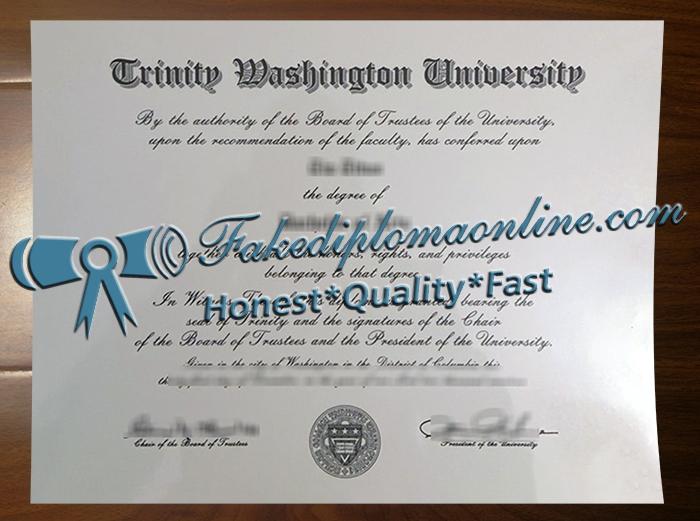 Trinity Washington University
By the authority of the Board of Trustees of the University,
upon the recommendation of the faculty, has conferred upon
the degree of
Fakediplomaonline.com
rights, and privileges
belonging to that degree
Honest*Quality*Fast
In bearing the
seal of Trinity and the signatures of the Chair
of the Board of Trustees and the President of the University.
Given in the city of Washington in the District of Columbia this
Chair of the Board of Trustees
President of the University